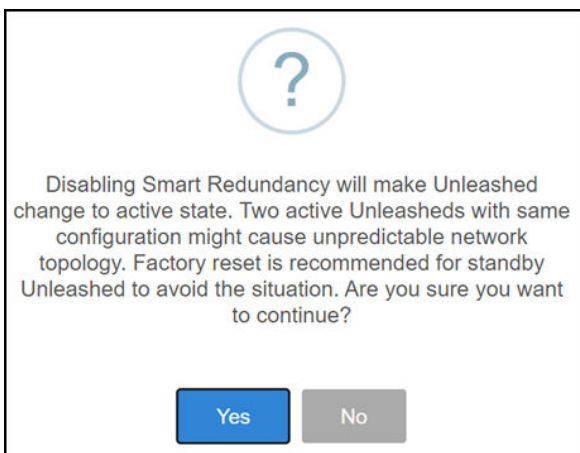 ?
Disabling Smart Redundancy will make Unleashed
change to active state. Two active Unleasheds with same
configuration might cause unpredictable network
topology. Factory reset is recommended for standby
Unleashed to avoid the situation. Are you sure you want
to continue?
Yes No